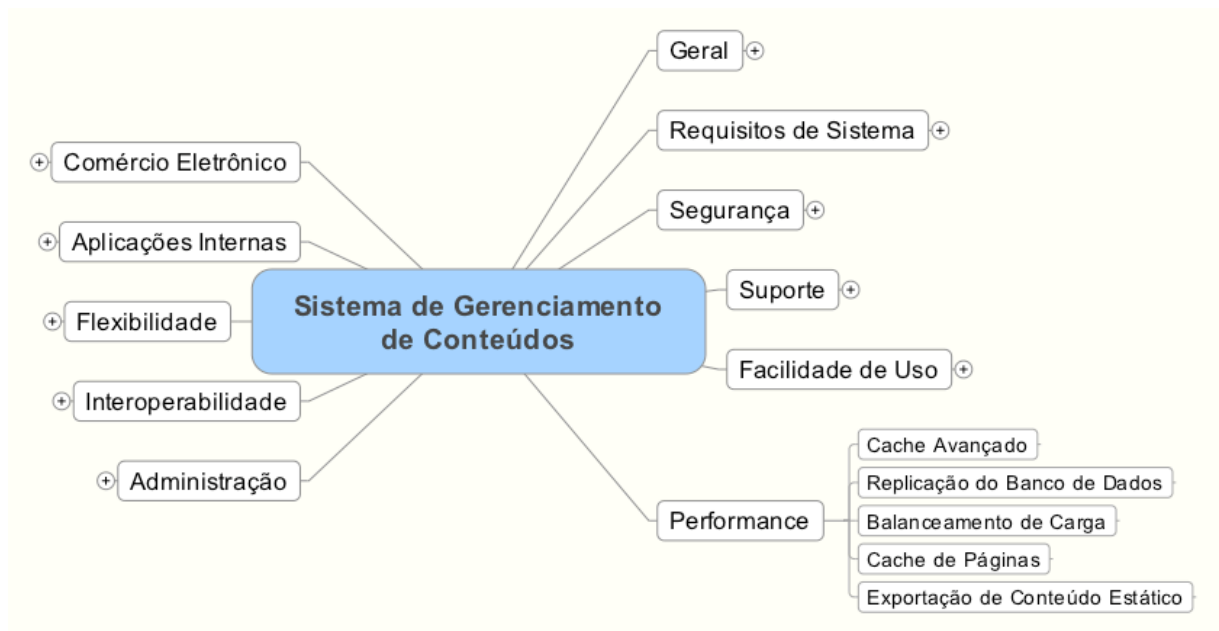 Geral
Requisitos de Sistema
Comércio Eletrônico
Segurança
Aplicações Internas
Suporte
Sistema de Gerenciamento
de Conteúdos
Flexibilidade
Facilidade de Uso
Interoperabilidade
Cache Avançado
Administração
Replicação do Banco de Dados
Performance
Balanceamento de Carga
Cache de Páginas
Exportação de Conteúdo Estático